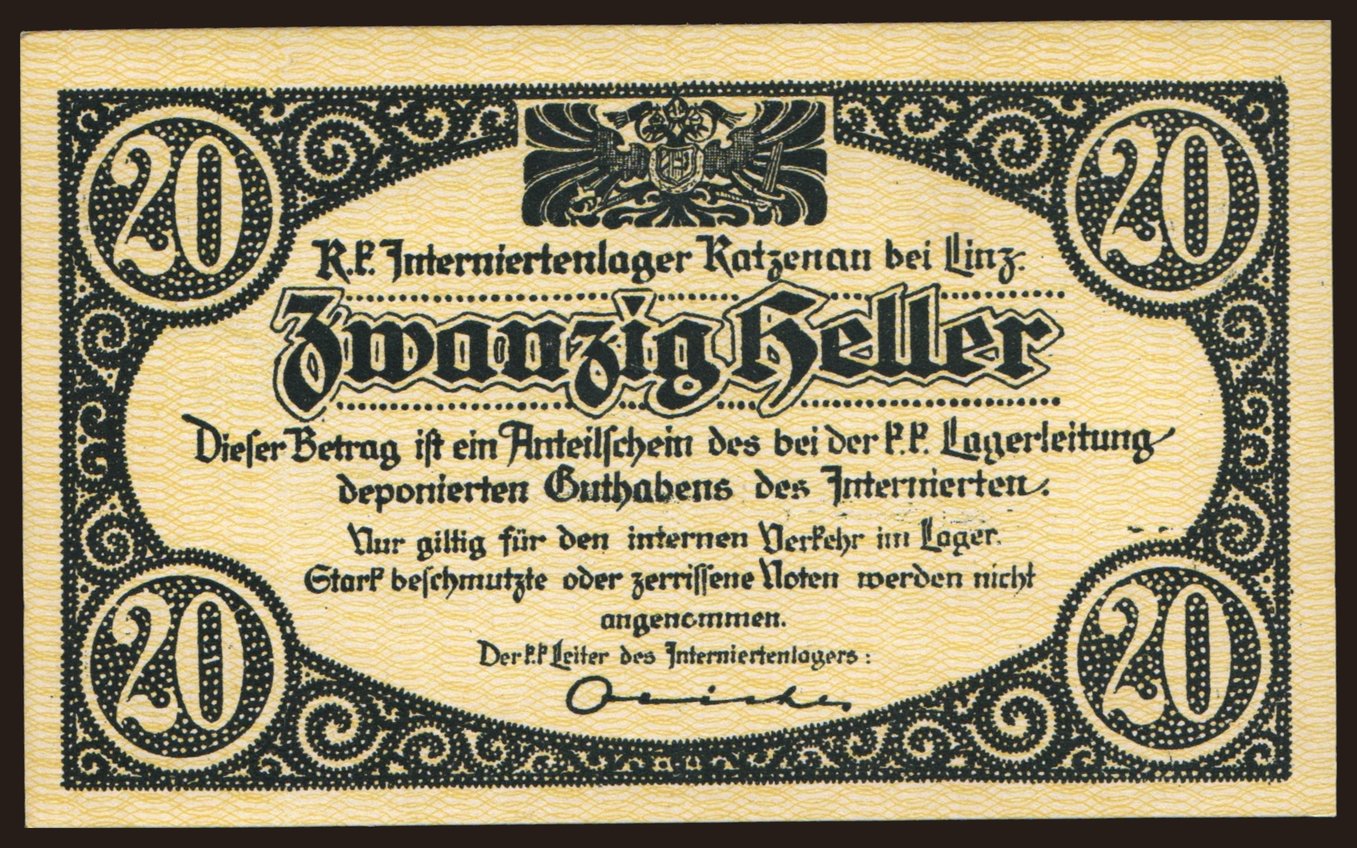 20 20
K.k. Interniertenlager Katzenau bei Linz.
Zwanzig Heller
Dieser Betrag ist ein Anteilschein des bei der k.k. Lagerleitung
deponierten Guthabens des Internierten.
Nur giltig für den internen Verkehr im Lager.
Stark beschmutzte oder zerrissene Noten werden nicht
angenommen.
Der k.k Leiter des Interniertenlagers:
20 20